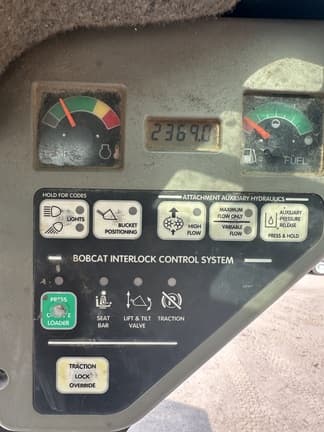 2369.0
FUEL
HOLD FOR CODES
ATTACHMENT AUXILIARY HYDRAULICS
LIGHTS
BUCKET
POSITIONING
HIGH
FLOW
MAXIMUM
FLOW ONLY
VARIABLE
FLOW
AUXILIARY
PRESSURE
RELEASE
PRESS & HOLD
BOBCAT INTERLOCK CONTROL SYSTEM
PRESS
LOADER
SEAT
BAR
LIFT & TILT
VALVE
TRACTION
TRACTION
LOCK
OVERRIDE